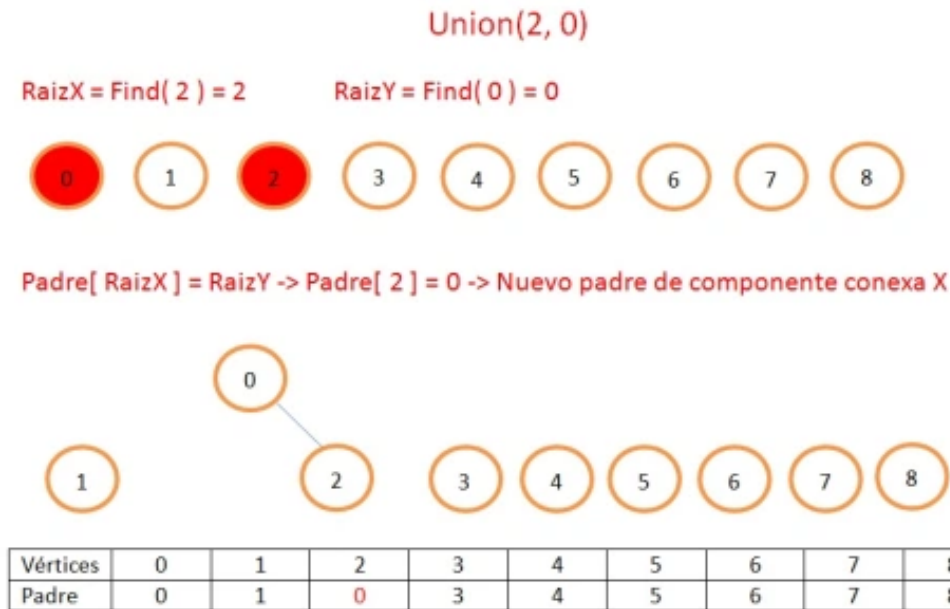 Union(2, 0)
RaizX = Find( 2 ) = 2 RaizY = Find( 0 ) = 0
0 1 2 3 4 5 6 7 8
Padre[ RaizX ] = RaizY -> Padre[ 2 ] = 0 -> Nuevo padre de componente conexa X
0
1 2 3 4 5 6 7 8
Vértices 0 1 2 3 4 5 6 7
Padre 0 1 0 3 4 5 6 7